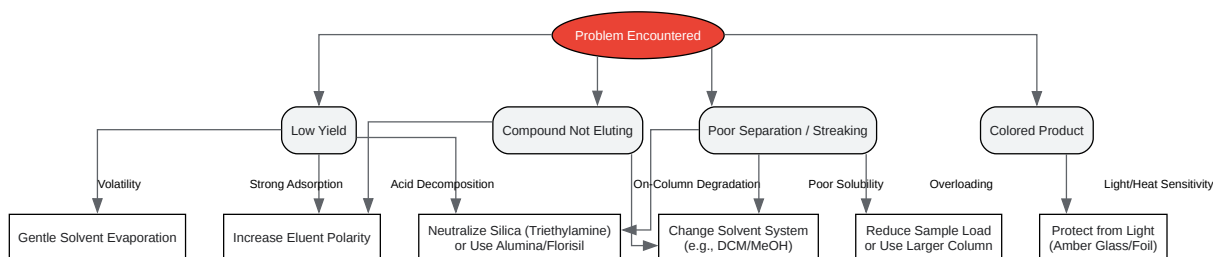 Problem Encountered
Low Yield
Compound Not Eluting
Poor Separation / Streaking
Colored Product
Volatility
Strong Adsorption
Acid Decomposition
On-Column Degradation
Poor Solubility
Overloading
Light/Heat Sensitivity
Gentle Solvent Evaporation
Increase Eluent Polarity
Neutralize Silica (Triethylamine)
or Use Alumina/Florisil
Change Solvent System
(e.g., DCM/MeOH)
Reduce Sample Load
or Use Larger Column
Protect from Light
(Amber Glass/Foil)